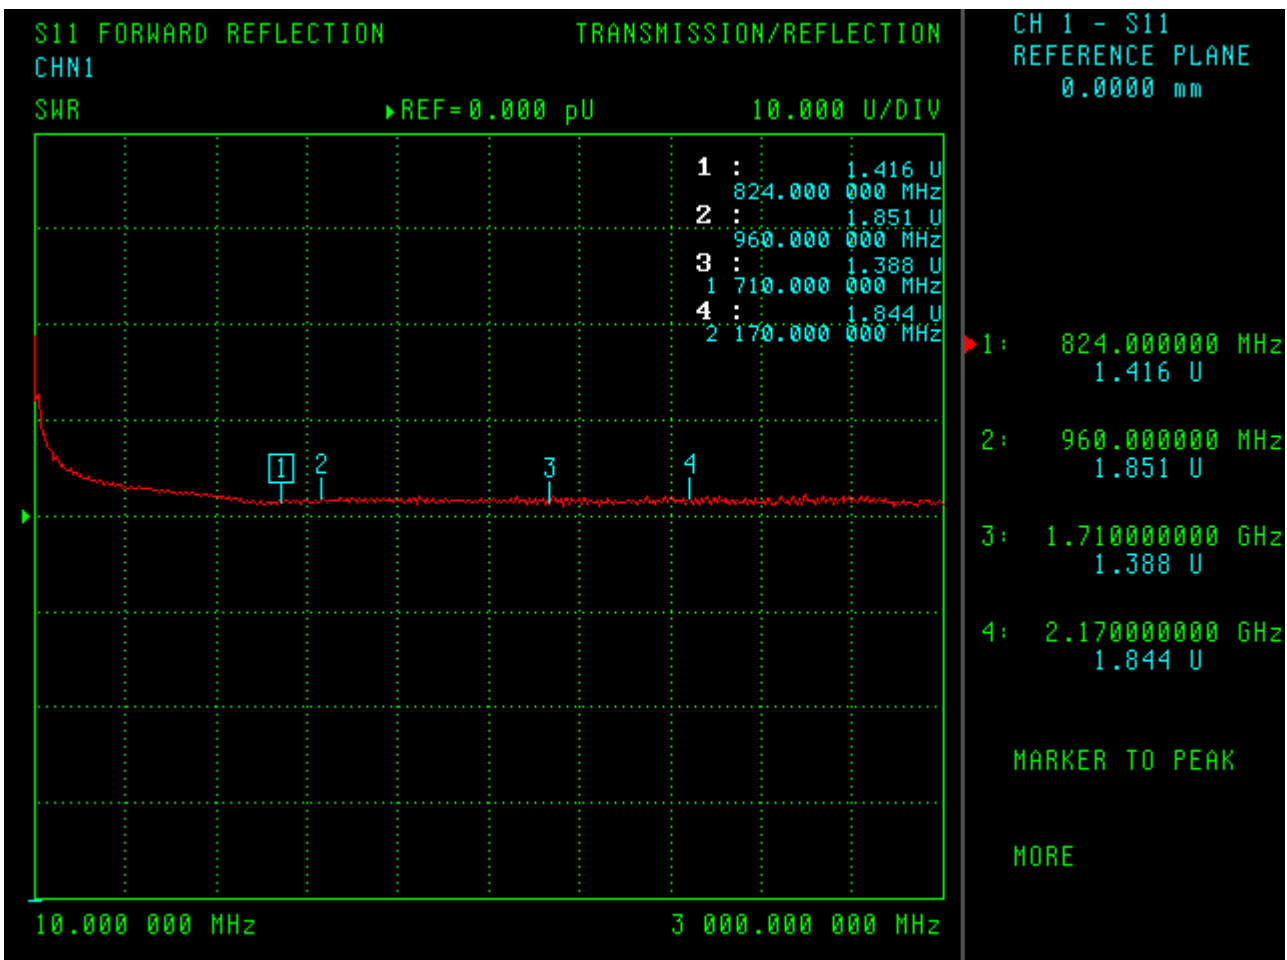 S11 FORWARD REFLECTION TRANSMISSION/REFLECTION
CHN1
SWR ▶REF=0.000 pU 10.000 U/DIV
1 : 1.416 U
824.000 000 MHz
2 : 1.851 U
960.000 000 MHz
3 : 1.388 U
1 710.000 000 MHz
4 : 1.844 U
2 170.000 000 MHz
1 2 3 4
10.000 000 MHz 3 000.000 000 MHz
CH 1 - S11
REFERENCE PLANE
0.0000 mm
1: 824.000000 MHz
1.416 U
2: 960.000000 MHz
1.851 U
3: 1.710000000 GHz
1.388 U
4: 2.170000000 GHz
1.844 U
MARKER TO PEAK
MORE